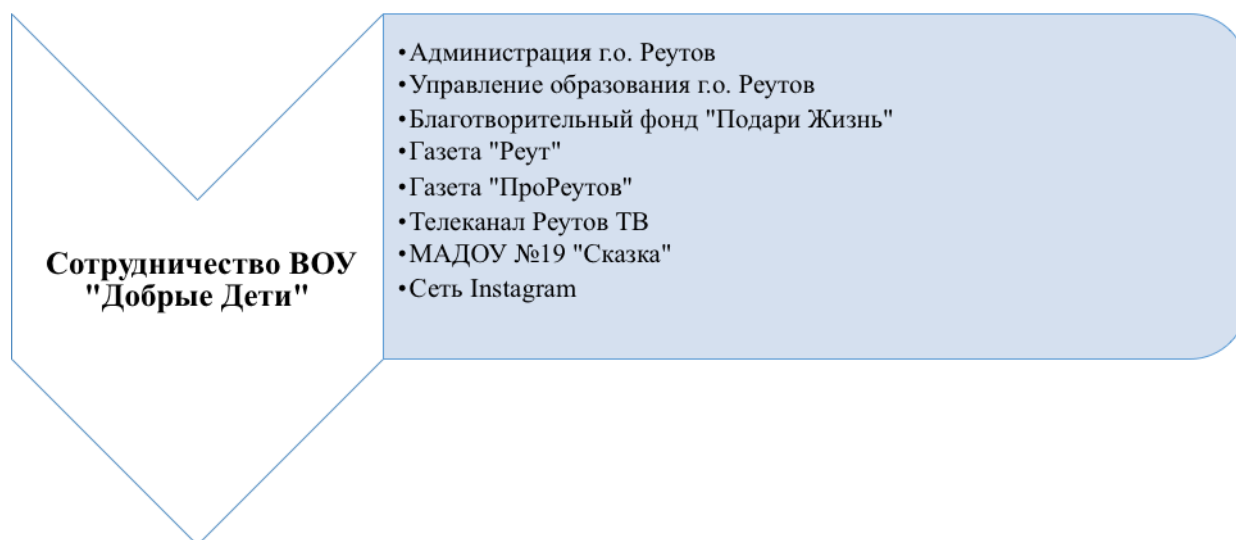 Сотрудничество ВОУ
"Добрые Дети"
•Администрация г.о. Реутов
•Управление образования г.о. Реутов
•Благотворительный фонд "Подари Жизнь"
•Газета "Реут"
•Газета "ПроРеутов"
•Телеканал Реутов ТВ
•МАДОУ №19 "Сказка"
•Сеть Instagram